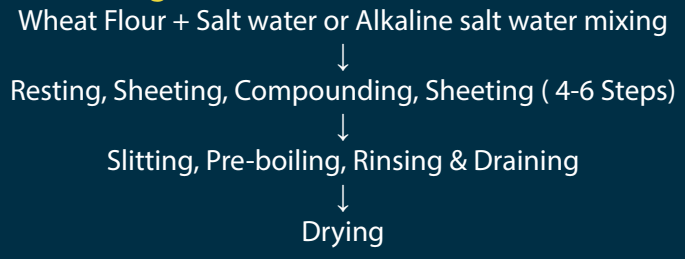 Wheat Flour + Salt water or Alkaline salt water mixing
↓
Resting, Sheeting, Compounding, Sheeting ( 4-6 Steps)
↓
Slitting, Pre-boiling, Rinsing & Draining
↓
Drying